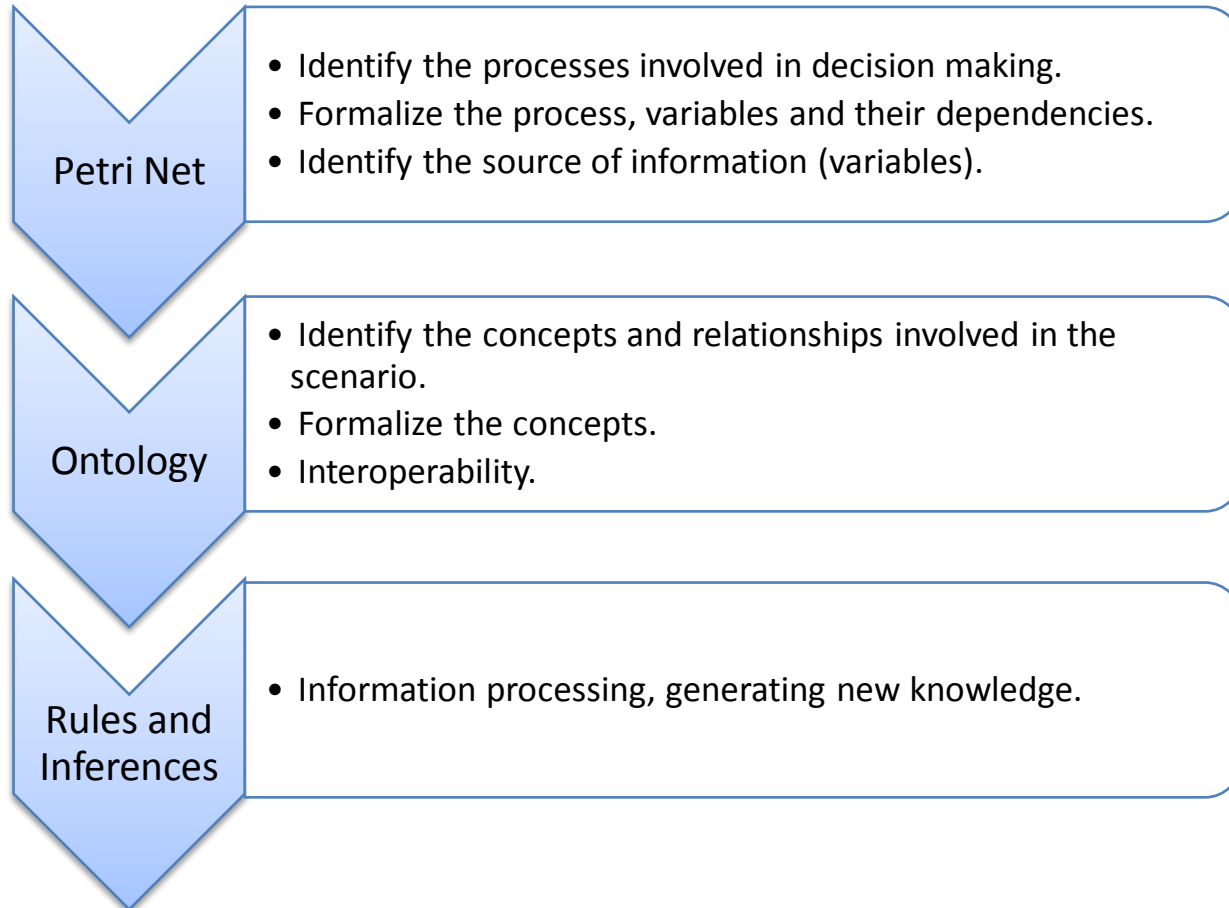 Petri Net
• Identify the processes involved in decision making.
• Formalize the process, variables and their dependencies.
• Identify the source of information (variables).
Ontology
• Identify the concepts and relationships involved in the
scenario.
• Formalize the concepts.
• Interoperability.
Rules and
Inferences
• Information processing, generating new knowledge.